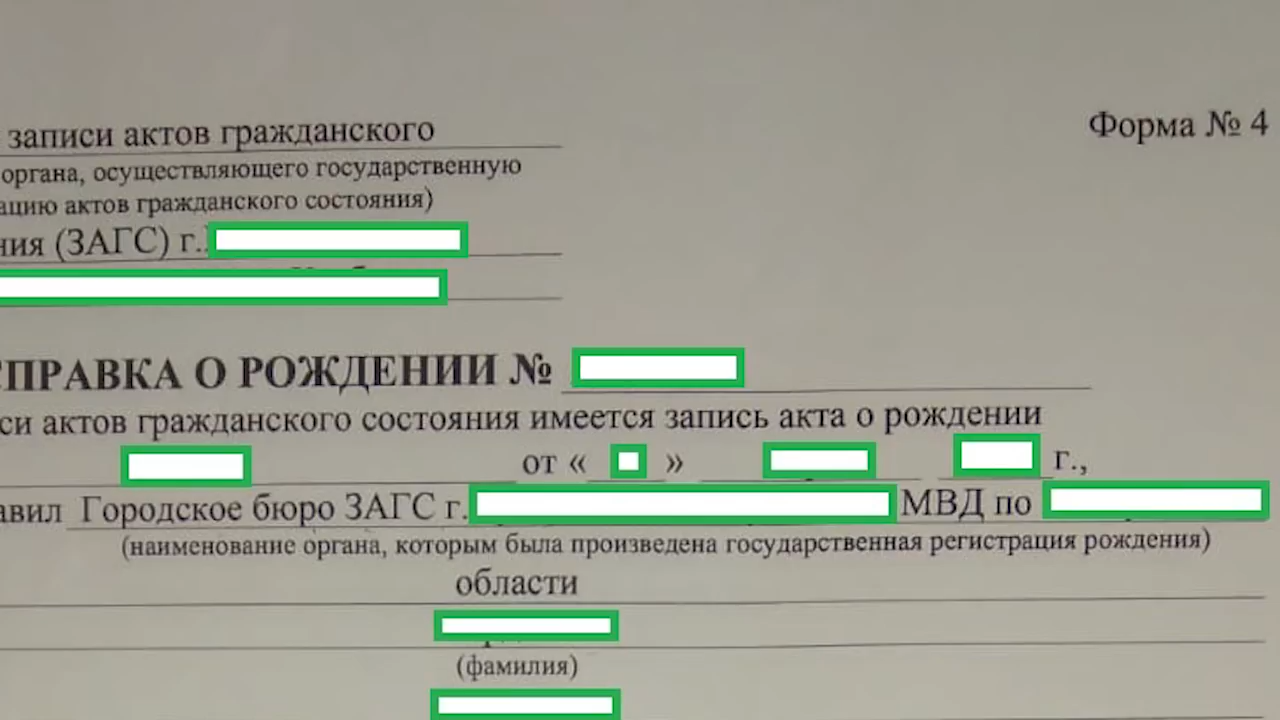 записи актов гражданского
Форма № 4
органа, осуществляющего государственную
ацию актов гражданского состояния)
ния (ЗАГС) г.
СПРАВКА О РОЖДЕНИИ №
си актов гражданского состояния имеется запись акта о рождении
от « » г.,
авил Городское бюро ЗАГС г. МВД по
(наименование органа, которым была произведена государственная регистрация рождения)
области
(фамилия)